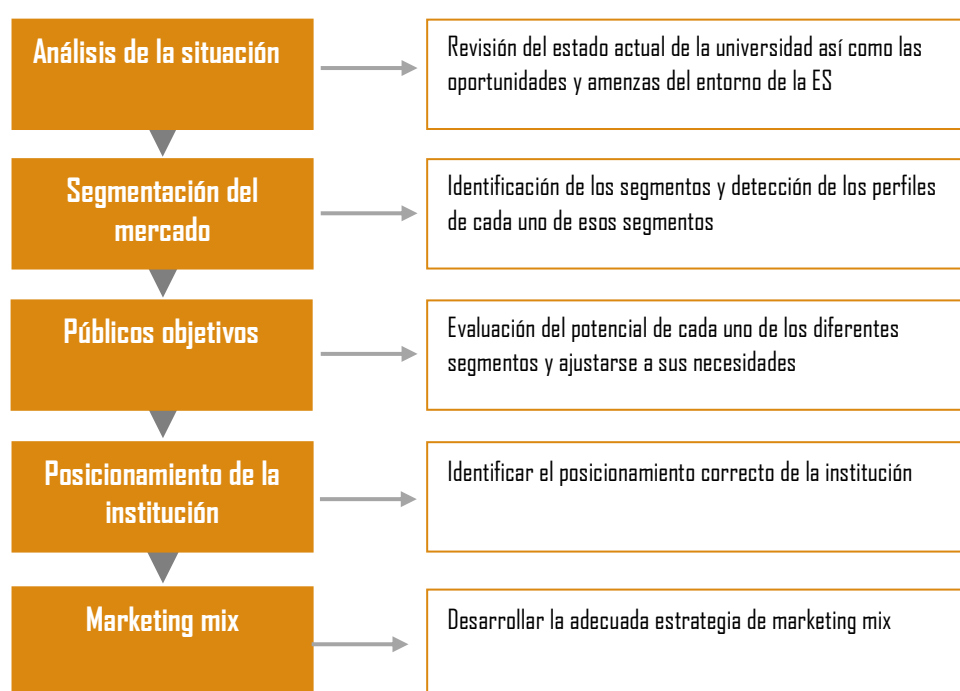 Análisis de la situación
Revisión del estado actual de la universidad así como las
oportunidades y amenzas del entorno de la ES
Segmentación del
mercado
Identificación de los segmentos y detección de los perfiles
de cada uno de esos segmentos
Públicos objetivos
Evaluación del potencial de cada uno de los diferentes
segmentos y ajustarse a sus necesidades
Posicionamiento de la
institución
Identificar el posicionamiento correcto de la institución
Marketing mix
Desarrollar la adecuada estrategia de marketing mix